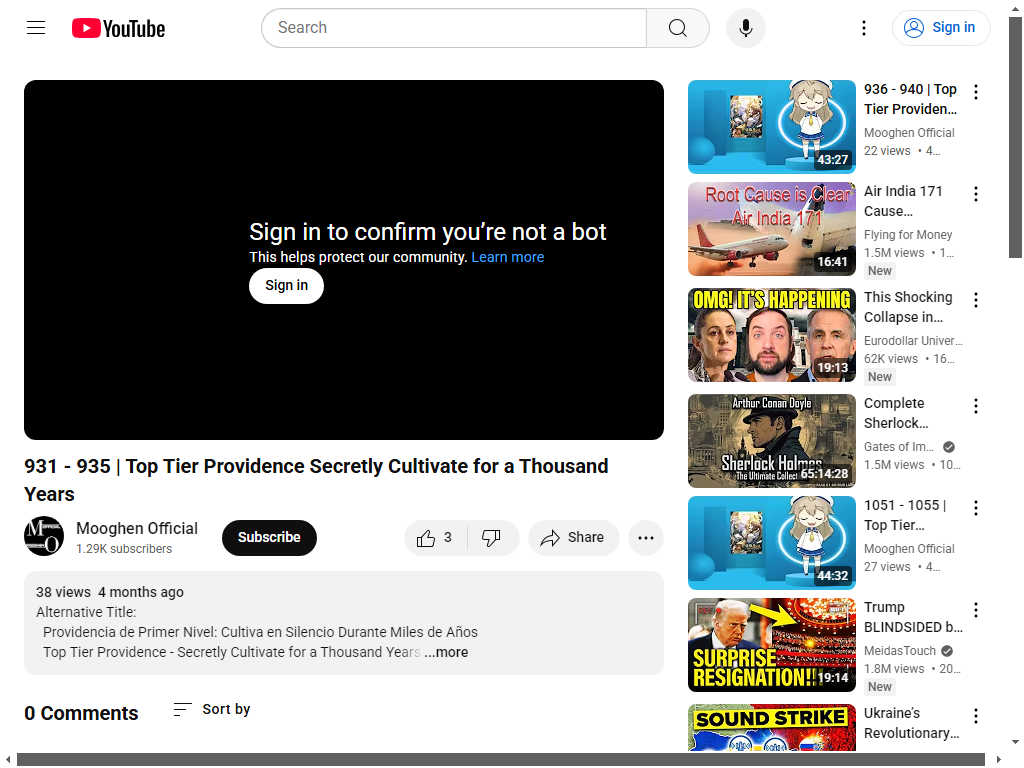 YouTube
Search
Sign in
Sign in to confirm you’re not a bot
This helps protect our community. Learn more
Sign in
931 - 935 | Top Tier Providence Secretly Cultivate for a Thousand
Years
Mooghen Official
1.29K subscribers
Subscribe
3
Share
38 views 4 months ago
Alternative Title:
Providencia de Primer Nivel: Cultiva en Silencio Durante Miles de Años
Top Tier Providence - Secretly Cultivate for a Thousand Years ...more
0 Comments
Sort by
43:27
936 - 940 | Top
Tier Providen...
Mooghen Official
22 views • 4...
Root Cause is Clear
Air India 171
16:41
Air India 171
Cause...
Flying for Money
1.5M views • 1...
New
OMG! IT'S HAPPENING
19:13
This Shocking
Collapse in...
Eurodollar Univer...
62K views • 16...
New
Arthur Conan Doyle
Sherlock Holmes
The Ultimate Collect
65:14:28
Complete
Sherlock...
Gates of Im...
1.5M views • 10...
44:32
1051 - 1055 |
Top Tier...
Mooghen Official
27 views • 4...
SURPRISE
RESIGNATION!!
19:14
Trump
BLINDSIDED b...
MeidasTouch
1.8M views • 20...
New
SOUND STRIKE
Ukraine’s
Revolutionary...